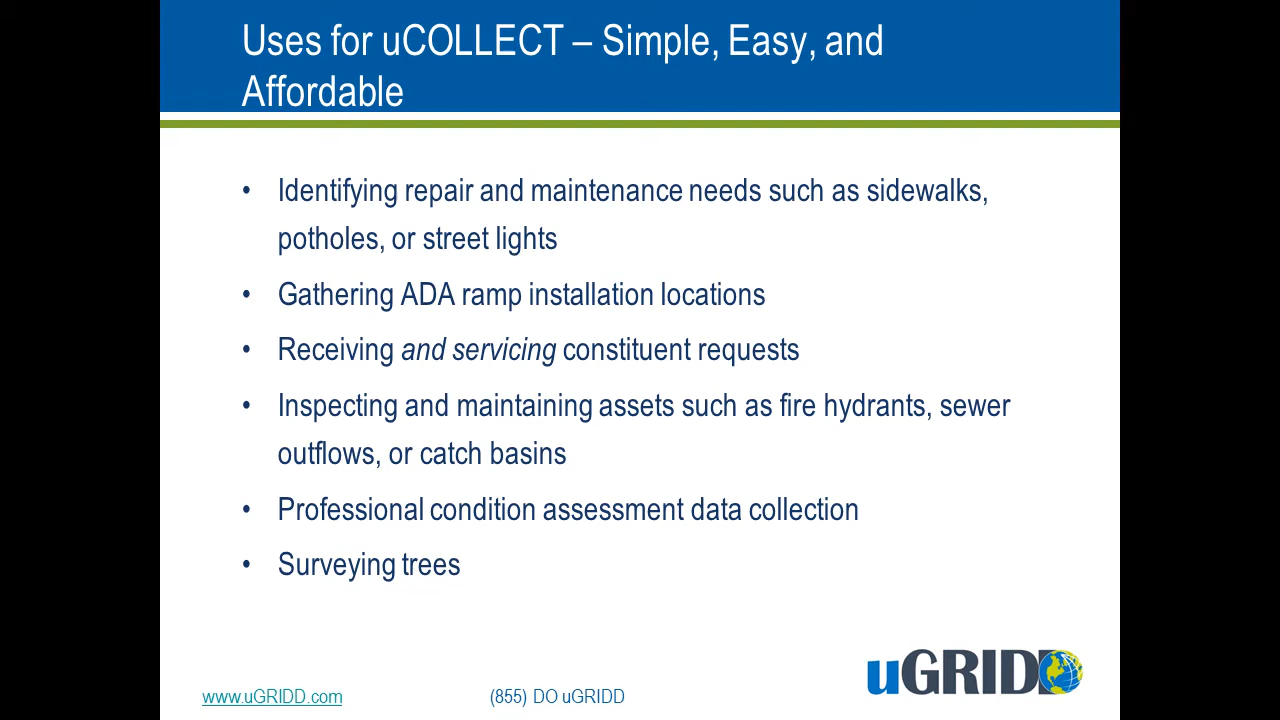 Uses for uCOLLECT – Simple, Easy, and
Affordable
• Identifying repair and maintenance needs such as sidewalks,
potholes, or street lights
• Gathering ADA ramp installation locations
• Receiving and servicing constituent requests
• Inspecting and maintaining assets such as fire hydrants, sewer
outflows, or catch basins
• Professional condition assessment data collection
• Surveying trees
uGRIDD
www.uGRIDD.com (855) DO uGRIDD